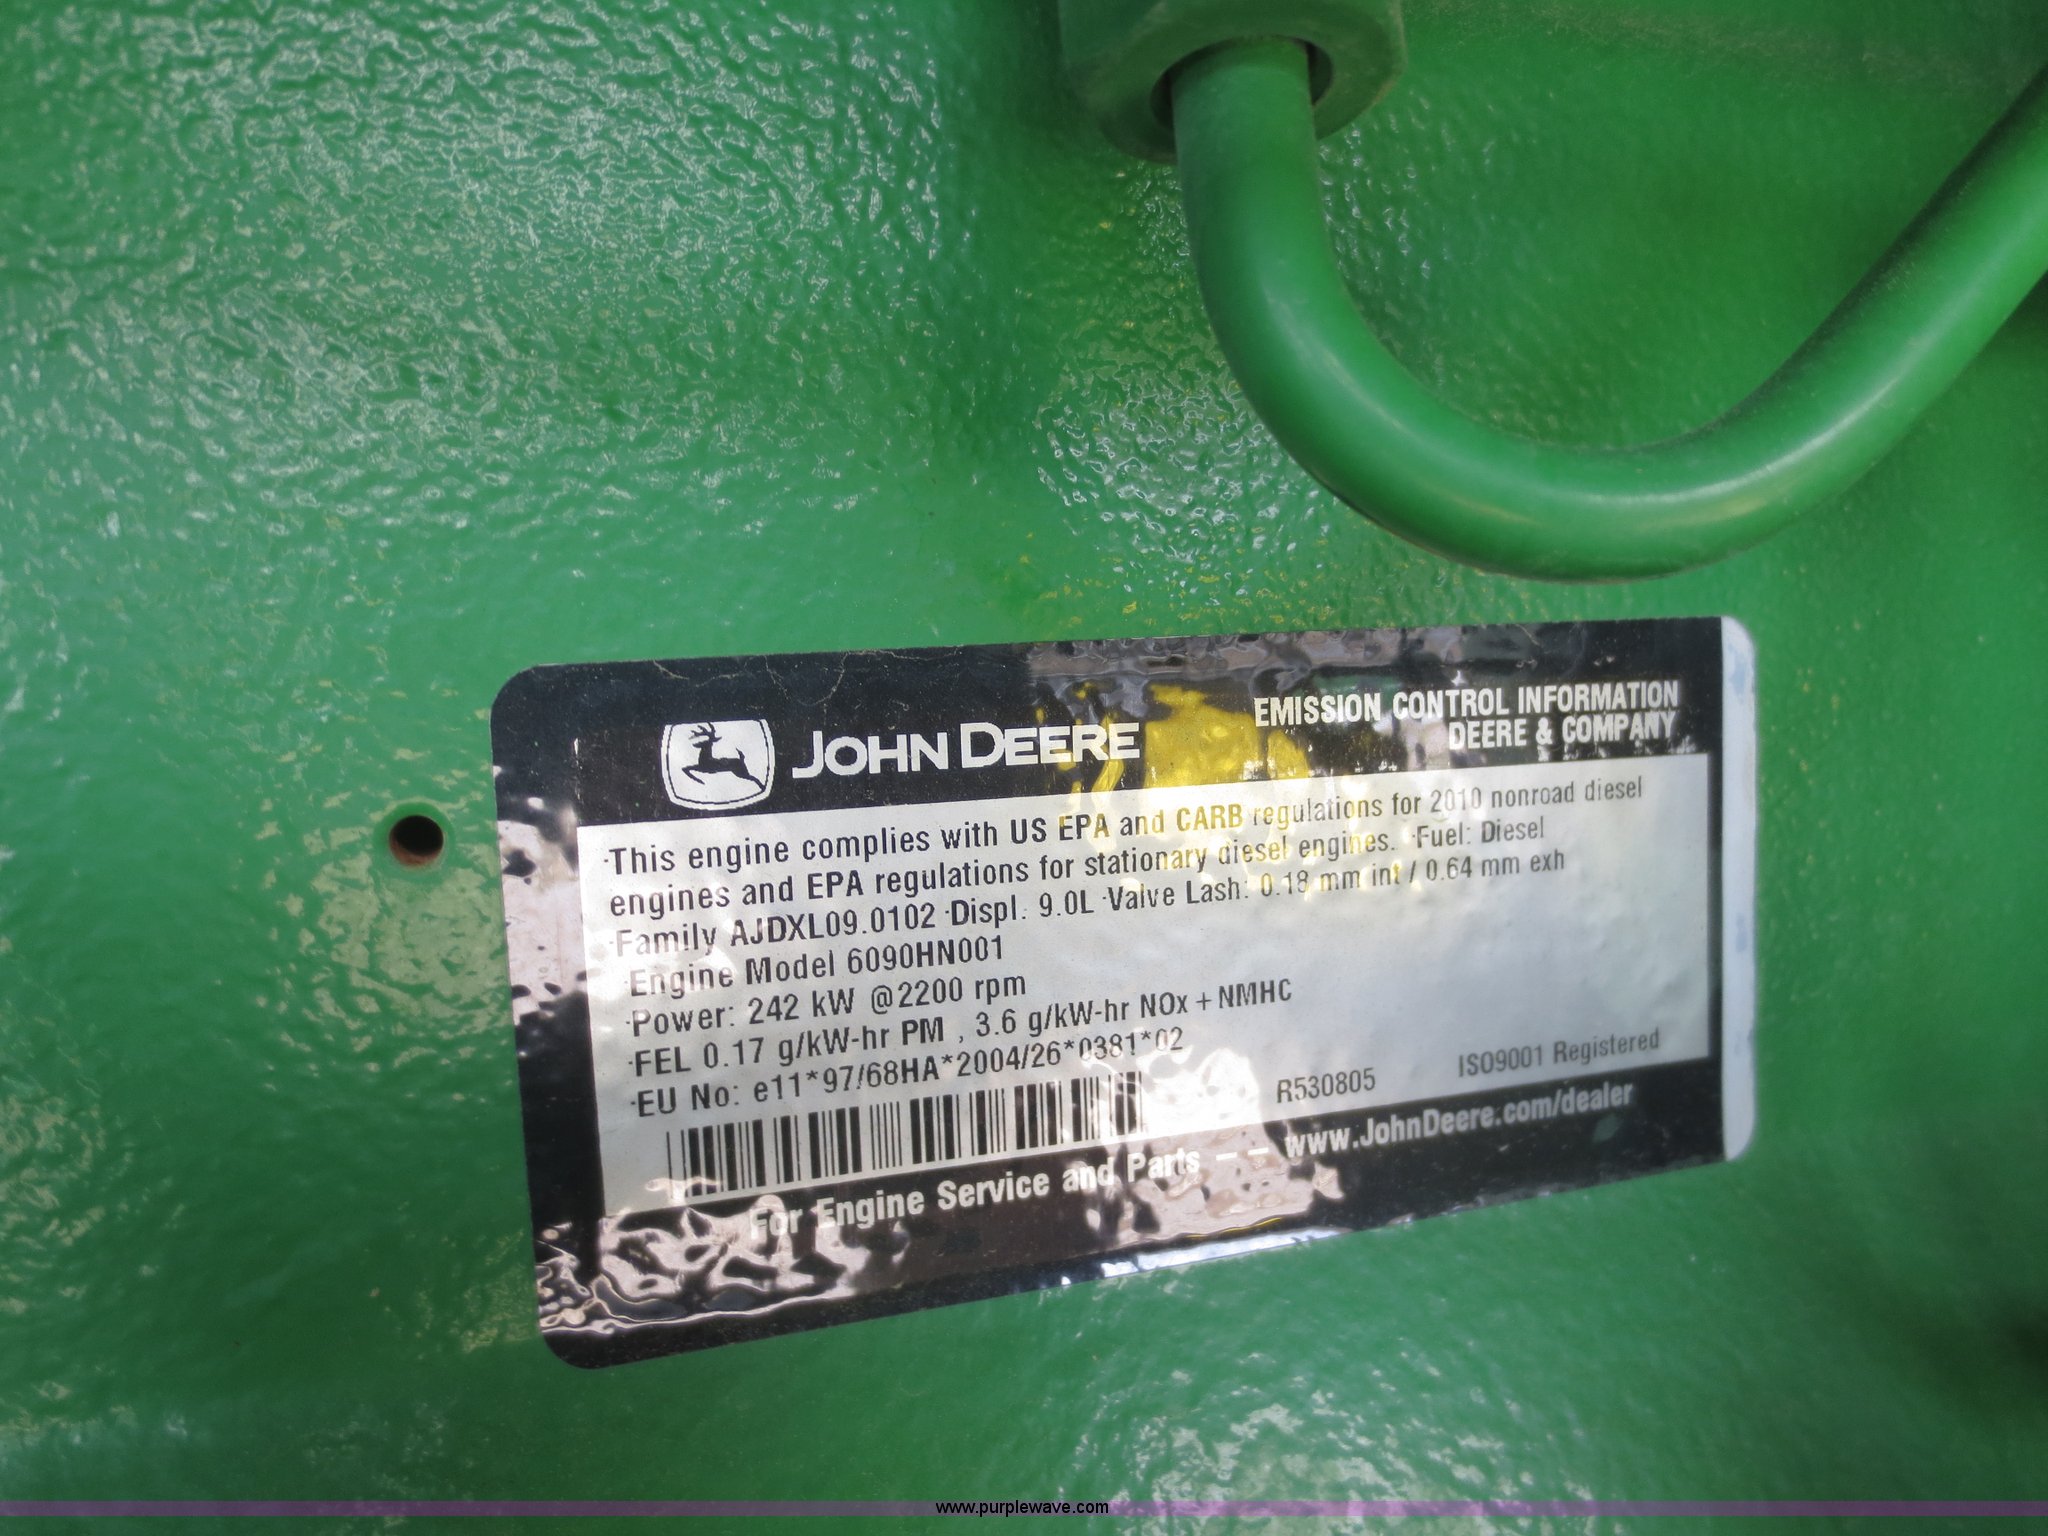 JOHN DEERE
EMISSION CONTROL INFORMATION
DEERE & COMPANY
·This engine complies with US EPA and CARB regulations for 2010 nonroad diesel
engines and EPA regulations for stationary diesel engines. ·Fuel: Diesel
·Family AJDXL09.0102 ·Displ: 9.0L ·Valve Lash: 0.18 mm int / 0.64 mm exh
·Engine Model 6090HN001
·Power: 242 kW @2200 rpm
·FEL 0.17 g/kW-hr PM , 3.6 g/kW-hr NOx + NMHC
·EU No: e11*97/68HA*2004/26*0381*02
R530805
ISO9001 Registered
For Engine Service and Parts -- www.JohnDeere.com/dealer
www.purplewave.com